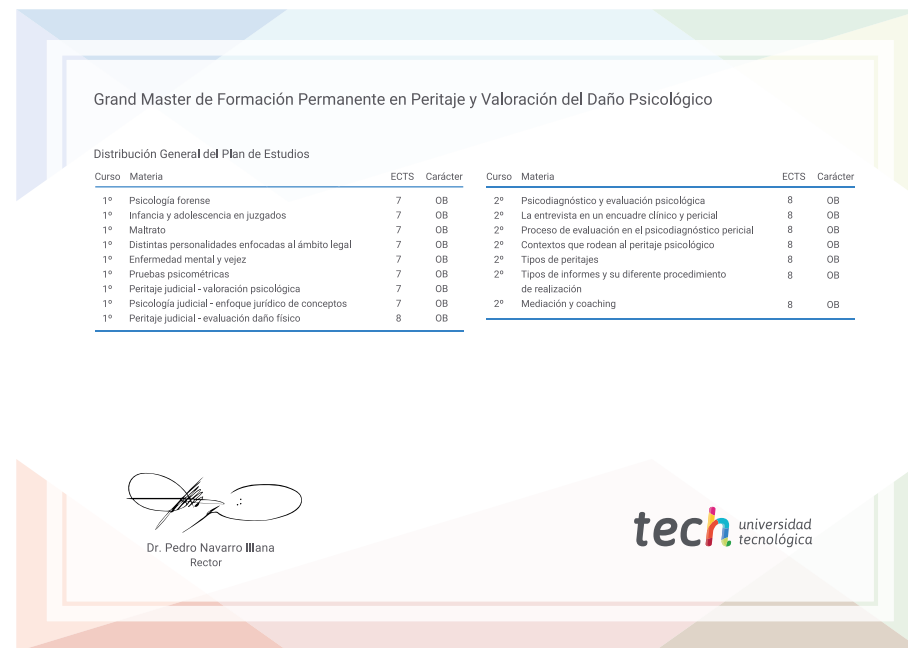 Grand Master de Formación Permanente en Peritaje y Valoración del Daño Psicológico
Distribución General del Plan de Estudios
Curso Materia ECTS Carácter
1º Psicología forense 7 OB
1º Infancia y adolescencia en juzgados 7 OB
1º Maltrato 7 OB
1º Distintas personalidades enfocadas al ámbito legal 7 OB
1º Enfermedad mental y vejez 7 OB
1º Pruebas psicométricas 7 OB
1º Peritaje judicial - valoración psicológica 7 OB
1º Psicología judicial - enfoque jurídico de conceptos 7 OB
1º Peritaje judicial - evaluación daño físico 8 OB
Curso Materia ECTS Carácter
2º Psicodiagnóstico y evaluación psicológica 8 OB
2º La entrevista en un encuadre clínico y pericial 8 OB
2º Proceso de evaluación en el psicodiagnóstico pericial 8 OB
2º Contextos que rodean al peritaje psicológico 8 OB
2º Tipos de peritajes 8 OB
2º Tipos de informes y su diferente procedimiento 8 OB
de realización
2º Mediación y coaching 8 OB
Dr. Pedro Navarro Illana
Rector
tech universidad
tecnológica